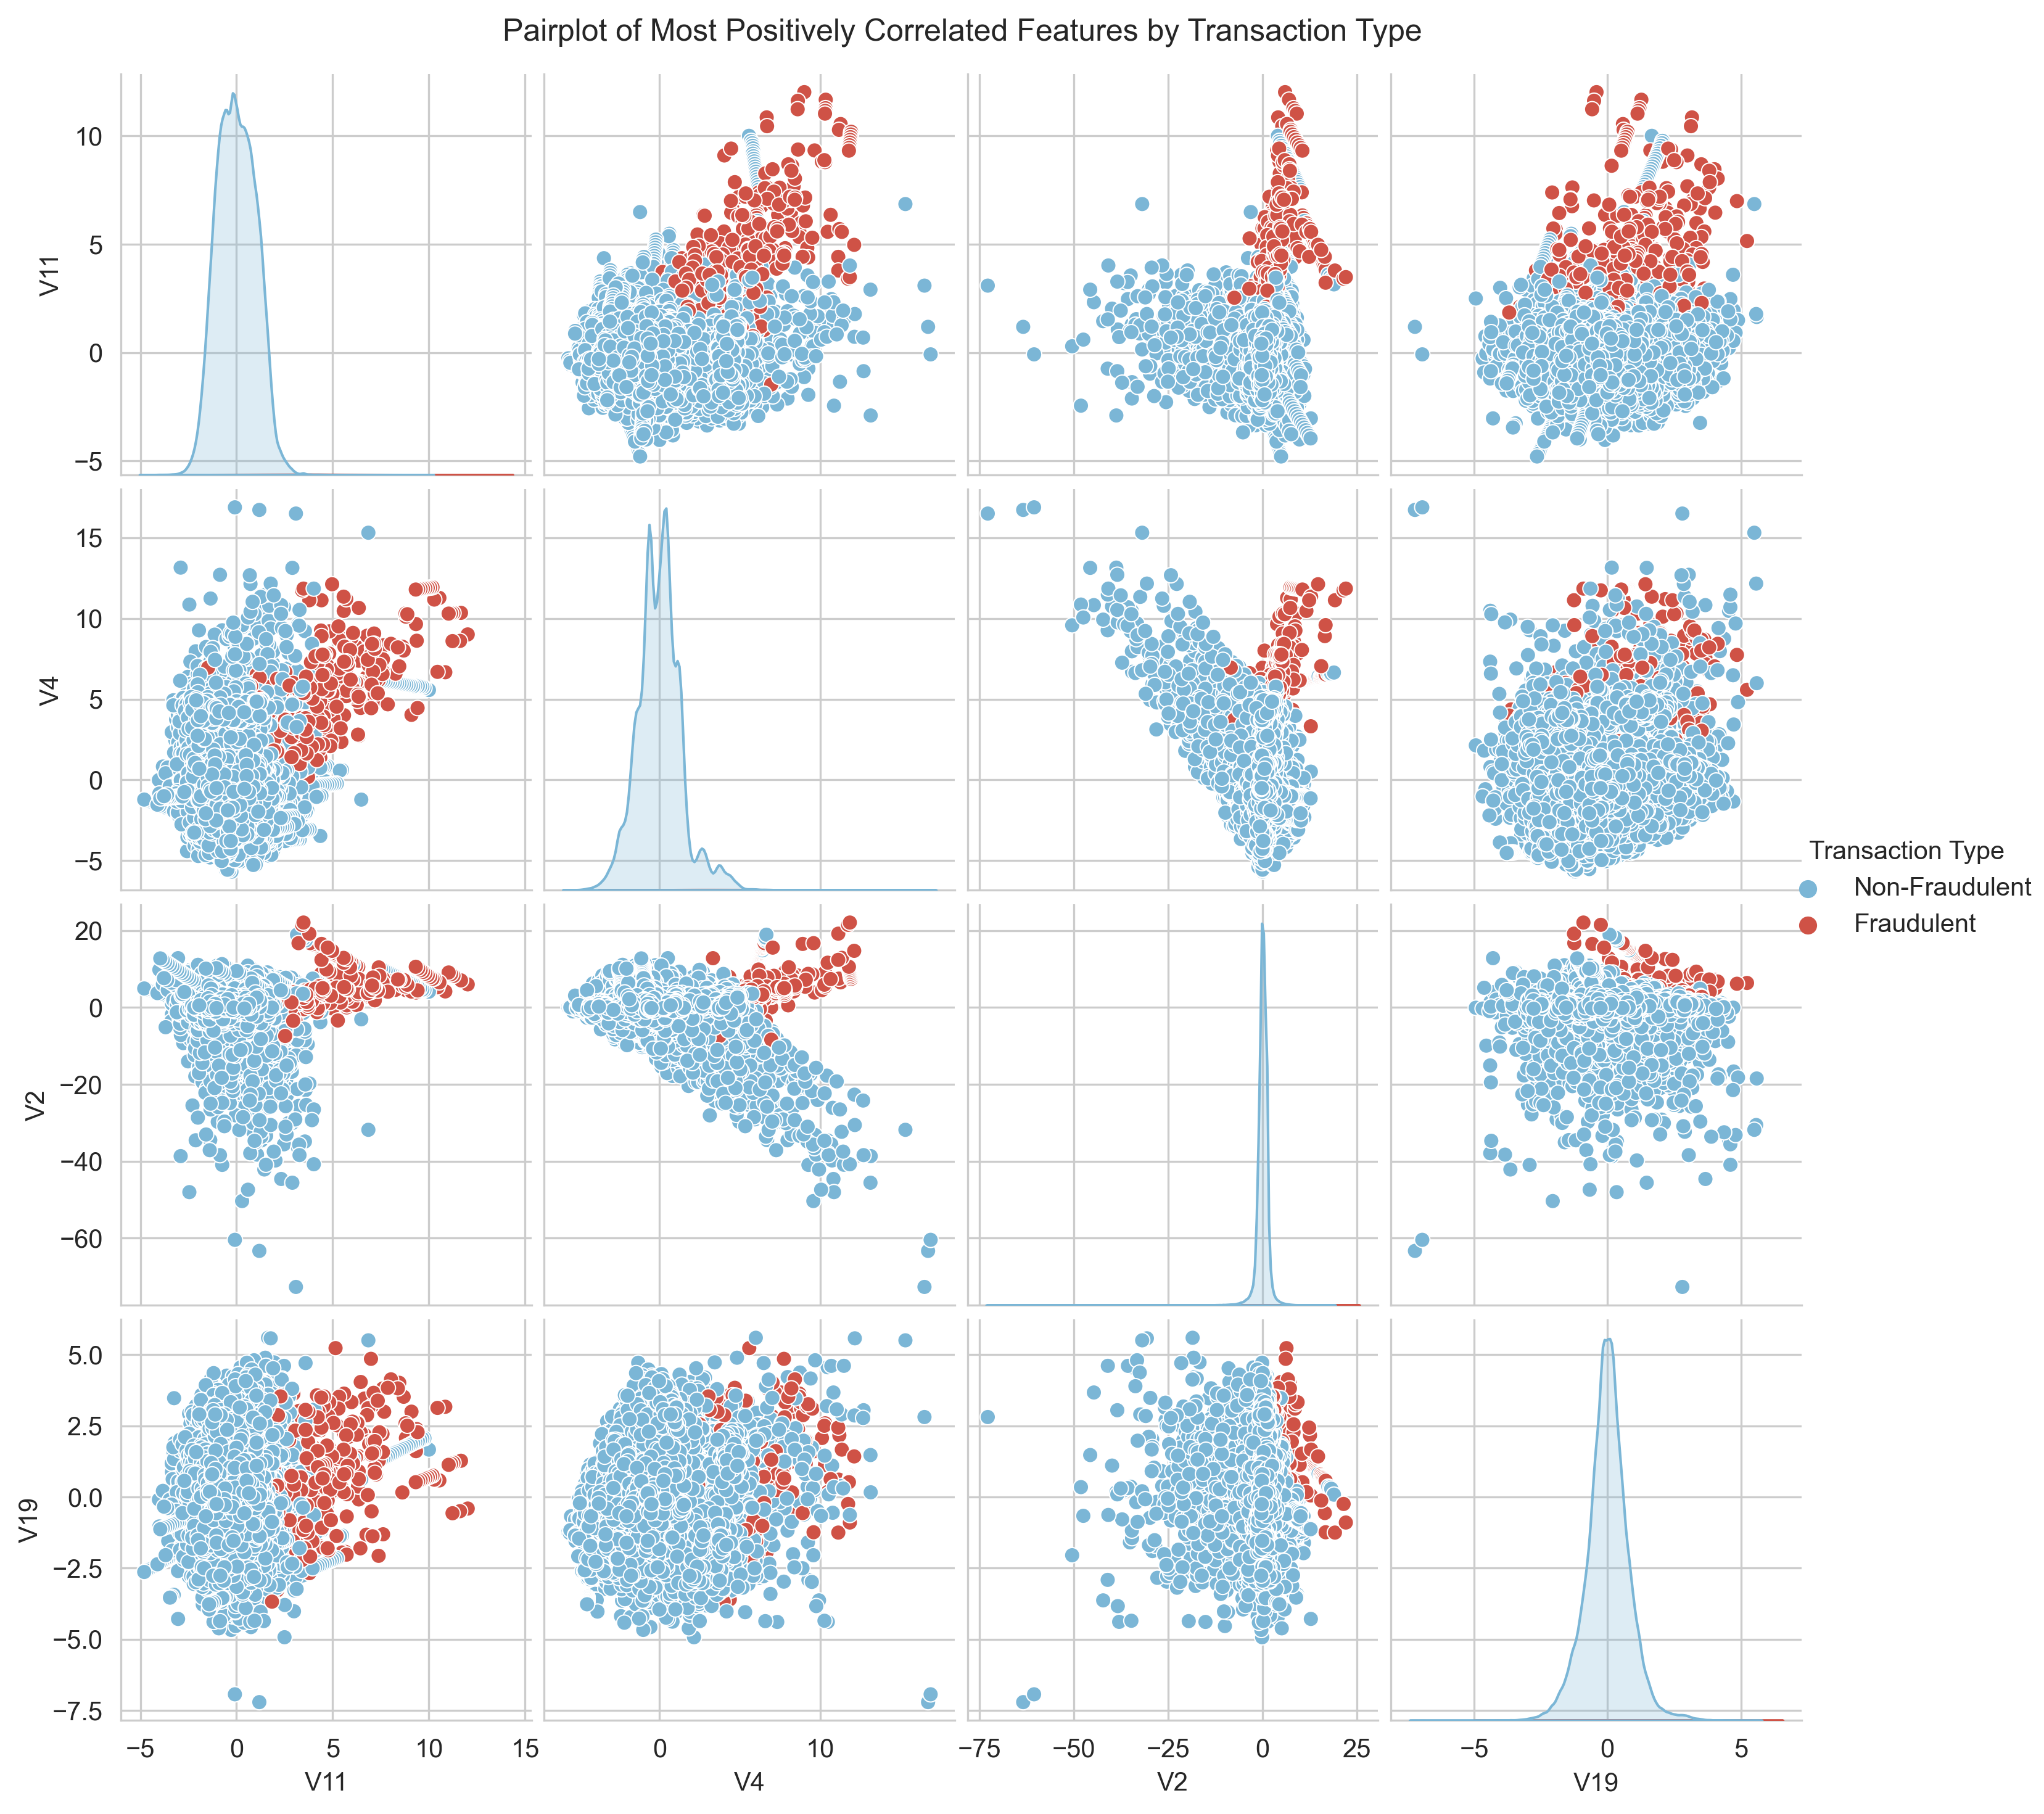 Pairplot of Most Positively Correlated Features by Transaction Type
10
5
0
−5
V11
15
10
5
0
−5
V4
Transaction Type
Non-Fraudulent
Fraudulent
20
0
−20
−40
−60
V2
5.0
2.5
0.0
−2.5
−5.0
−7.5
V19
−5 0 5 10 15 0 10 −75 −50 −25 0 25 −5 0 5
V11 V4 V2 V19